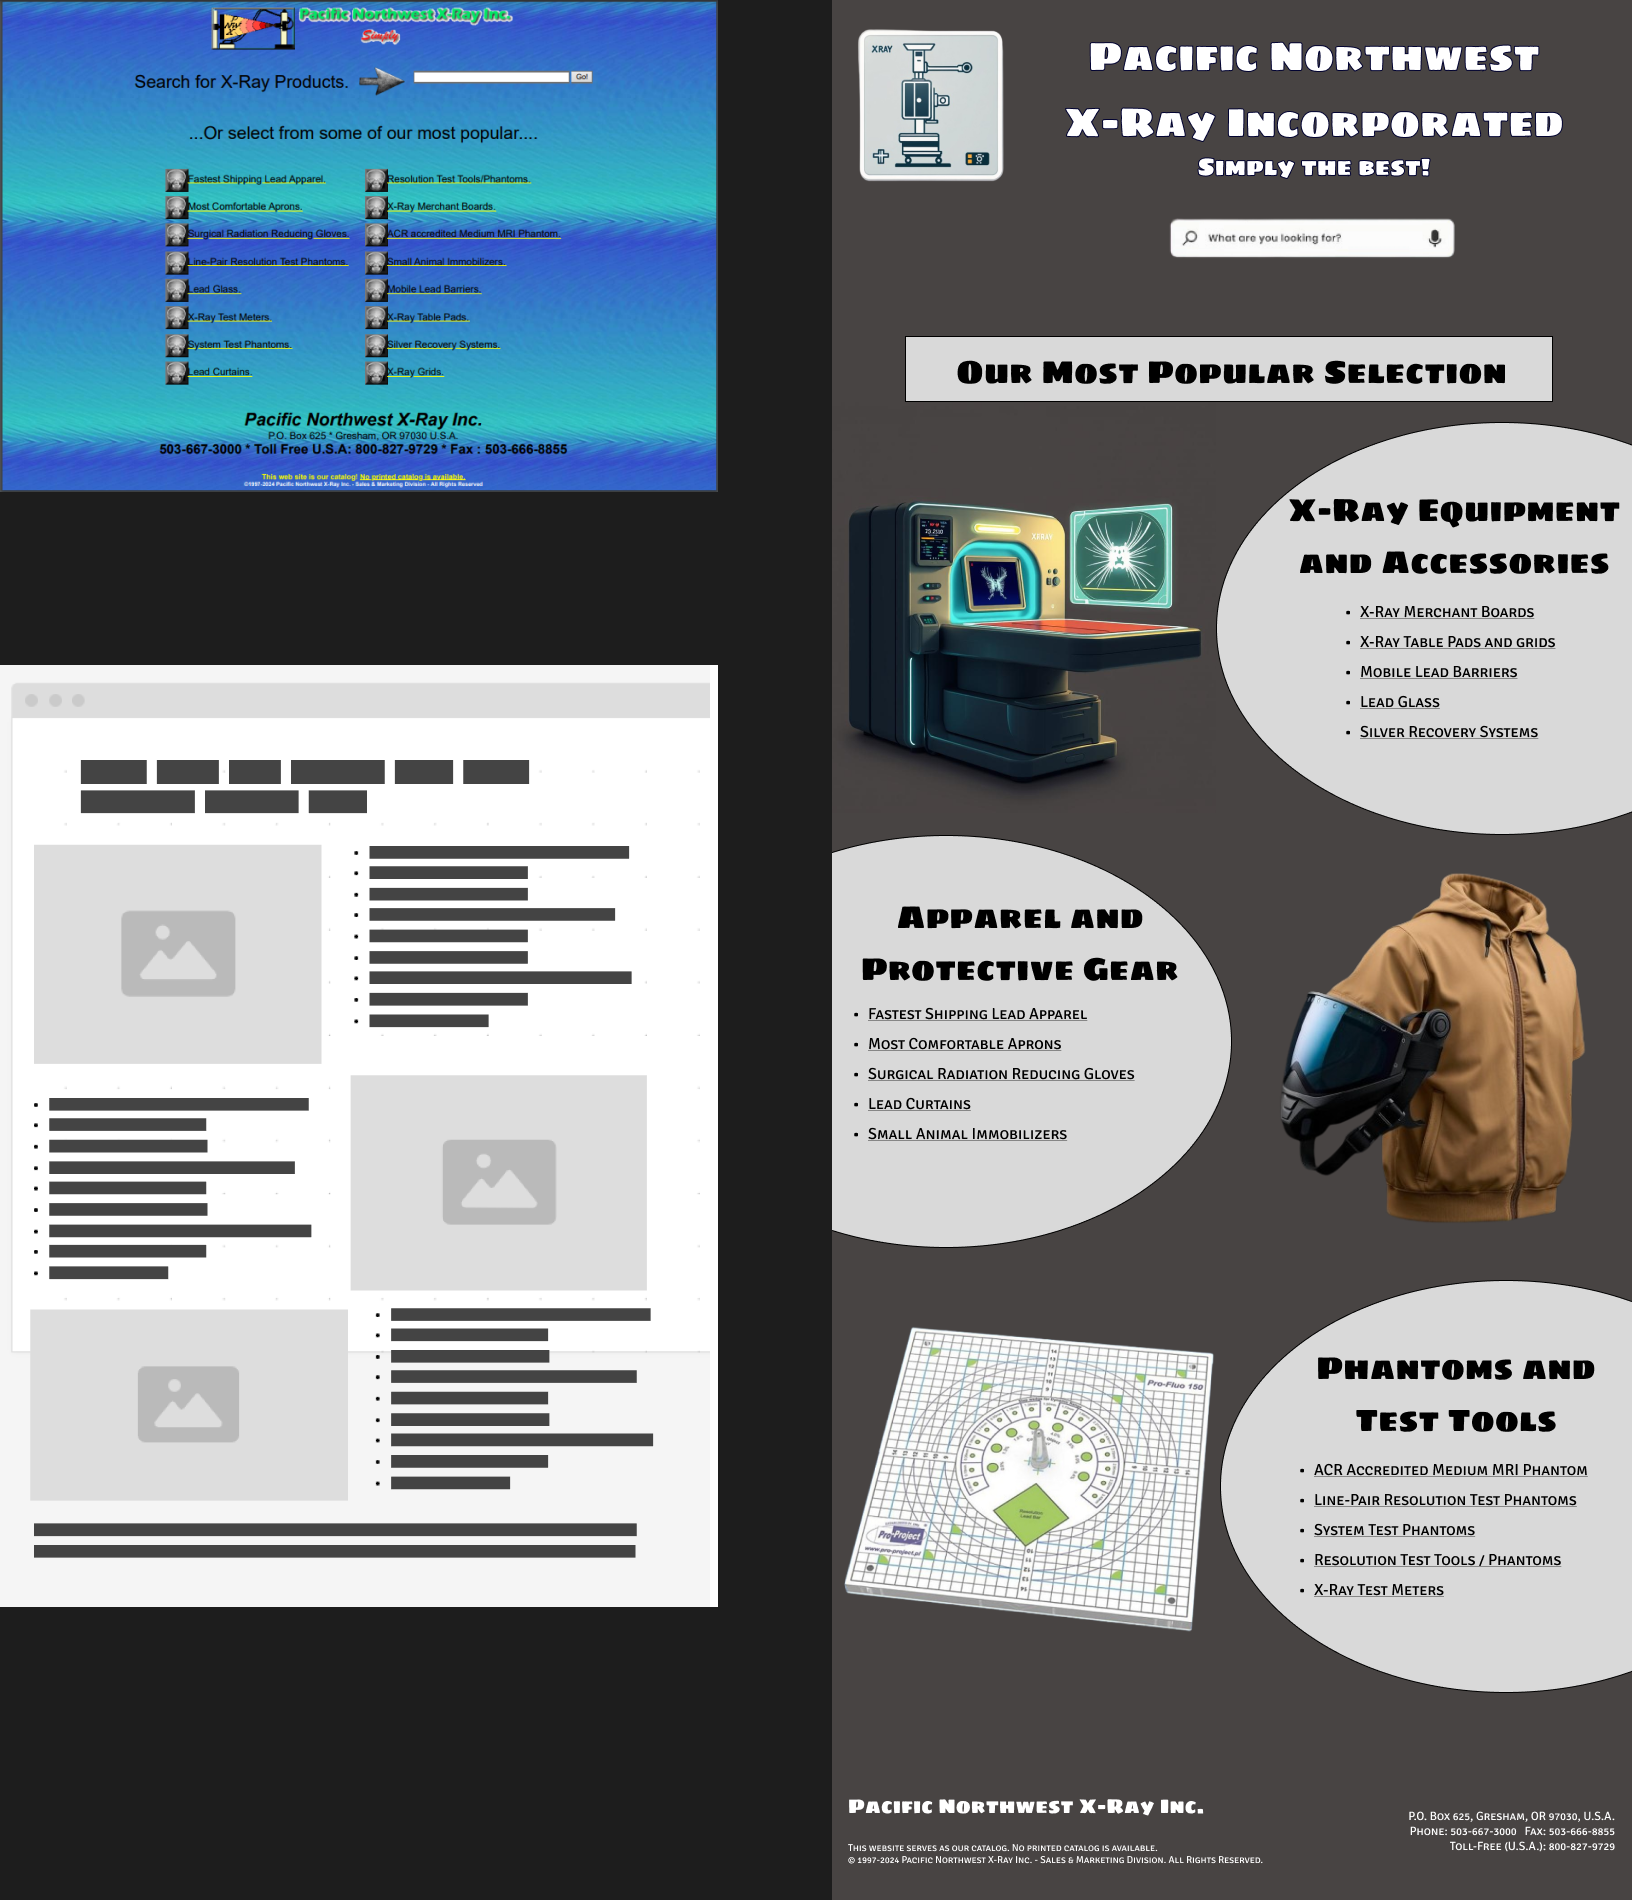 Pacific Northwest X-Ray Inc.
Simply
Search for X-Ray Products.
Go!
...Or select from some of our most popular....
Fastest Shipping Lead Apparel.
Resolution Test Tools/Phantoms.
Most Comfortable Aprons.
X-Ray Merchant Boards.
Surgical Radiation Reducing Gloves.
ACR accredited Medium MRI Phantom.
Line-Pair Resolution Test Phantoms.
Small Animal Immobilizers.
Lead Glass.
Mobile Lead Barriers.
X-Ray Test Meters.
X-Ray Table Pads.
System Test Phantoms.
Silver Recovery Systems.
Lead Curtains.
X-Ray Grids.
Pacific Northwest X-Ray Inc.
P.O. Box 625 * Gresham, OR 97030 U.S.A.
503-667-3000 * Toll Free U.S.A: 800-827-9729 * Fax : 503-666-8855
This web site is our catalog! No printed catalog is available.
©1997-2024 Pacific Northwest X-Ray Inc. - Sales & Marketing Division - All Rights Reserved
XRAY
Pacific Northwest
X-Ray Incorporated
Simply the best!
What are you looking for?
Our Most Popular Selection
XXRAY
X-Ray Equipment
and Accessories
X-Ray Merchant Boards
X-Ray Table Pads and grids
Mobile Lead Barriers
Lead Glass
Silver Recovery Systems
Apparel and
Protective Gear
Fastest Shipping Lead Apparel
Most Comfortable Aprons
Surgical Radiation Reducing Gloves
Lead Curtains
Small Animal Immobilizers
Pro-Fluo 150
Pro-Project
www.pro-project.pl
Phantoms and
Test Tools
ACR Accredited Medium MRI Phantom
Line-Pair Resolution Test Phantoms
System Test Phantoms
Resolution Test Tools / Phantoms
X-Ray Test Meters
Pacific Northwest X-Ray Inc.
This website serves as our catalog. No printed catalog is available.
© 1997-2024 Pacific Northwest X-Ray Inc. - Sales & Marketing Division. All Rights Reserved.
P.O. Box 625, Gresham, OR 97030, U.S.A.
Phone: 503-667-3000 Fax: 503-666-8855
Toll-Free (U.S.A.): 800-827-9729